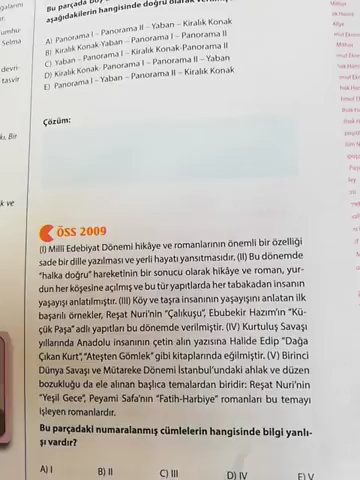 Bu parçada boş
aşağıdakilerin hangisinde doğru olarak
A) Panorama I – Panorama II – Yaban – Kiralık Konak
B) Kiralık Konak-Yaban – Panorama I – Panorama II
C) Yaban – Panorama I – Kiralık Konak-Panorama II
D) Kiralık Konak- Panorama I – Panorama II – Yaban
E) Panorama I – Yaban – Panorama II – Kiralık Konak
Çözüm:
ÖSS 2009
(I) Milli Edebiyat Dönemi hikâye ve romanlarının önemli bir özelliği
sade bir dille yazılması ve yerli hayatı yansıtmasıdır. (II) Bu dönemde
"halka doğru" hareketinin bir sonucu olarak hikâye ve roman, yur-
dun her köşesine açılmış ve bu tür yapıtlarda her tabakadan insanın
yaşayışı anlatılmıştır. (III) Köy ve taşra insanının yaşayışını anlatan ilk
başarılı örnekler, Reşat Nuri'nin "Çalıkuşu", Ebubekir Hazım'ın "Kü-
çük Paşa" adlı yapıtları bu dönemde verilmiştir. (IV) Kurtuluş Savaşı
yıllarında Anadolu insanının çetin alın yazısına Halide Edip "Dağa
Çıkan Kurt", "Ateşten Gömlek" gibi kitaplarında eğilmiştir. (V) Birinci
Dünya Savaşı ve Mütareke Dönemi İstanbul'undaki ahlak ve düzen
bozukluğu da ele alınan başlıca temalardan biridir: Reşat Nuri'nin
"Yeşil Gece", Peyami Safa'nın "Fatih-Harbiye" romanları bu temayı
işleyen romanlardır.
Bu parçadaki numaralanmış cümlelerin hangisinde bilgi yanlı-
şı vardır?
A) I B) II C) III D) IV E) V